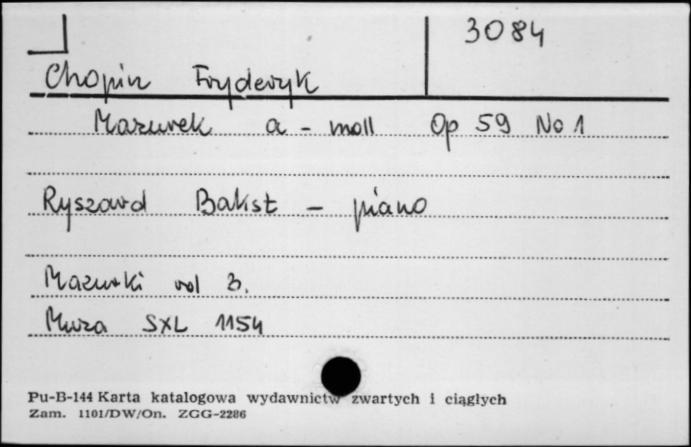 3084
Chopin Fryderyk
Mazurek a - moll Op 59 No 1
Ryszard Bakst - piano
Mazurki vol 3.
Muza SXL 1154
Pu-B-144 Karta katalogowa wydawnictw zwartych i ciągłych
Zam. 1101/DW/On. ZGG-2286